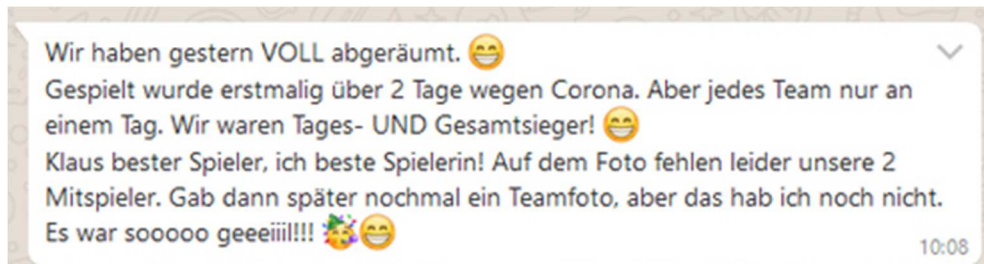 Wir haben gestern VOLL abgeräumt. 😁
Gespielt wurde erstmalig über 2 Tage wegen Corona. Aber jedes Team nur an
einem Tag. Wir waren Tages- UND Gesamtsieger! 😁
Klaus bester Spieler, ich beste Spielerin! Auf dem Foto fehlen leider unsere 2
Mitspieler. Gab dann später nochmal ein Teamfoto, aber das hab ich noch nicht.
Es war sooooo geeeiiil!!! 🥳😁
10:08